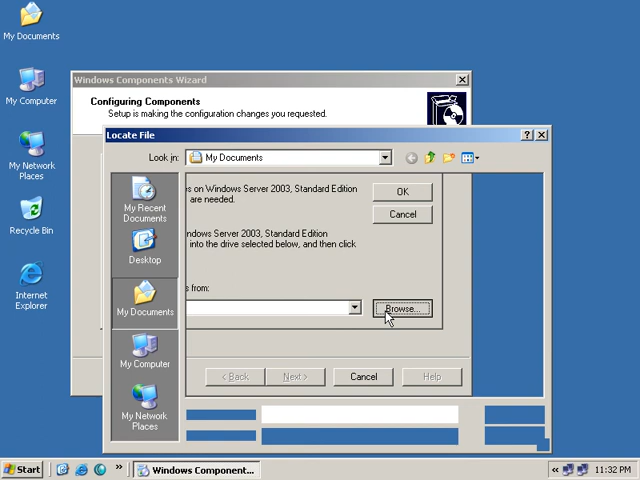 My Documents
My Computer
My Network
Places
Recycle Bin
Internet
Explorer
Windows Components Wizard
Configuring Components
Setup is making the configuration changes you requested.
Locate File
Look in:
My Documents
My Recent
Documents
Desktop
My Documents
My Computer
My Network
Places
on Windows Server 2003, Standard Edition
are needed.
OK
Cancel
Windows Server 2003, Standard Edition
into the drive selected below, and then click
from:
Browse...
< Back
Next >
Cancel
Help
Start
»
Windows Component...
«
11:32 PM